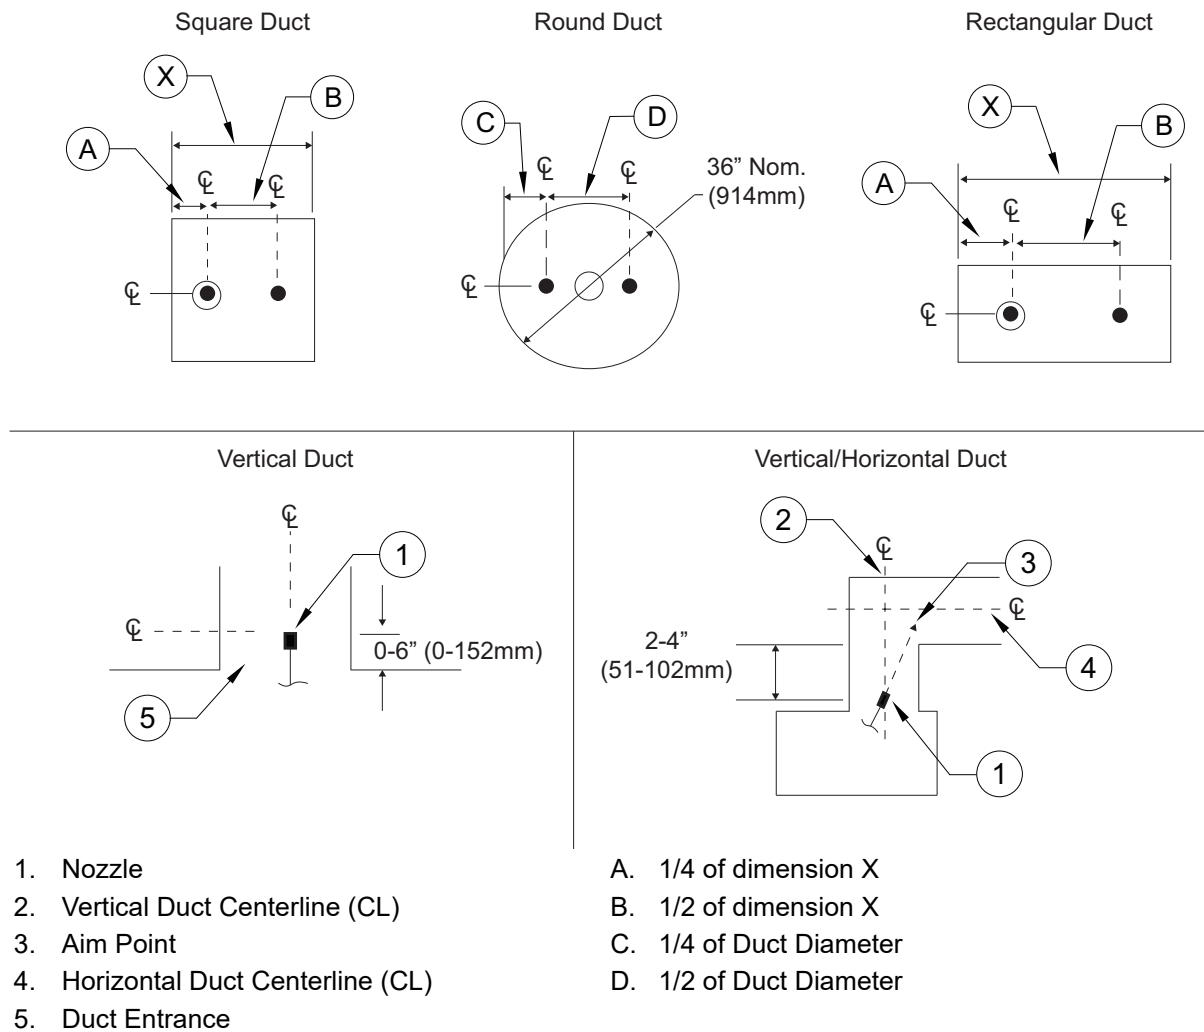 Square Duct
Round Duct
Rectangular Duct
X
B
A
℄
℄
℄
C
D
℄
℄
36” Nom.
(914mm)
℄
X
B
A
℄
℄
℄
Vertical Duct
℄
1
℄
0-6” (0-152mm)
5
Vertical/Horizontal Duct
2
℄
3
℄
2-4”
(51-102mm)
4
1
1. Nozzle
2. Vertical Duct Centerline (CL)
3. Aim Point
4. Horizontal Duct Centerline (CL)
5. Duct Entrance
A. 1/4 of dimension X
B. 1/2 of dimension X
C. 1/4 of Duct Diameter
D. 1/2 of Duct Diameter